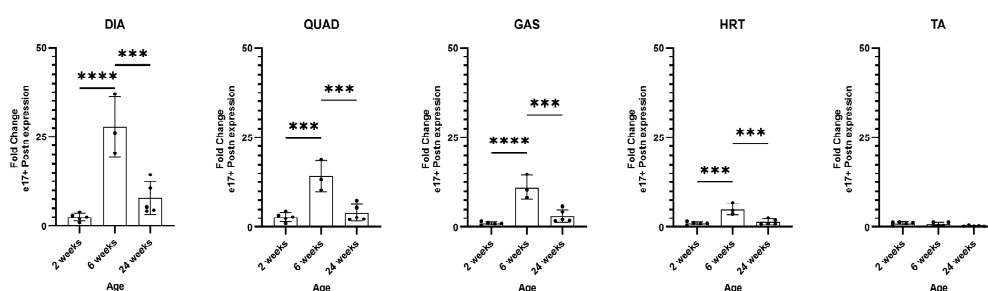 DIA
50
25
0
Fold Change
e17+ Postn expression
****
***
2 weeks
6 weeks
24 weeks
Age
QUAD
50
25
0
Fold Change
e17+ Postn expression
***
***
2 weeks
6 weeks
24 weeks
Age
GAS
50
25
0
Fold Change
e17+ Postn expression
****
***
2 weeks
6 weeks
24 weeks
Age
HRT
50
25
0
Fold Change
e17+ Postn expression
***
***
2 weeks
6 weeks
24 weeks
Age
TA
50
25
0
Fold Change
e17+ Postn expression
2 weeks
6 weeks
24 weeks
Age